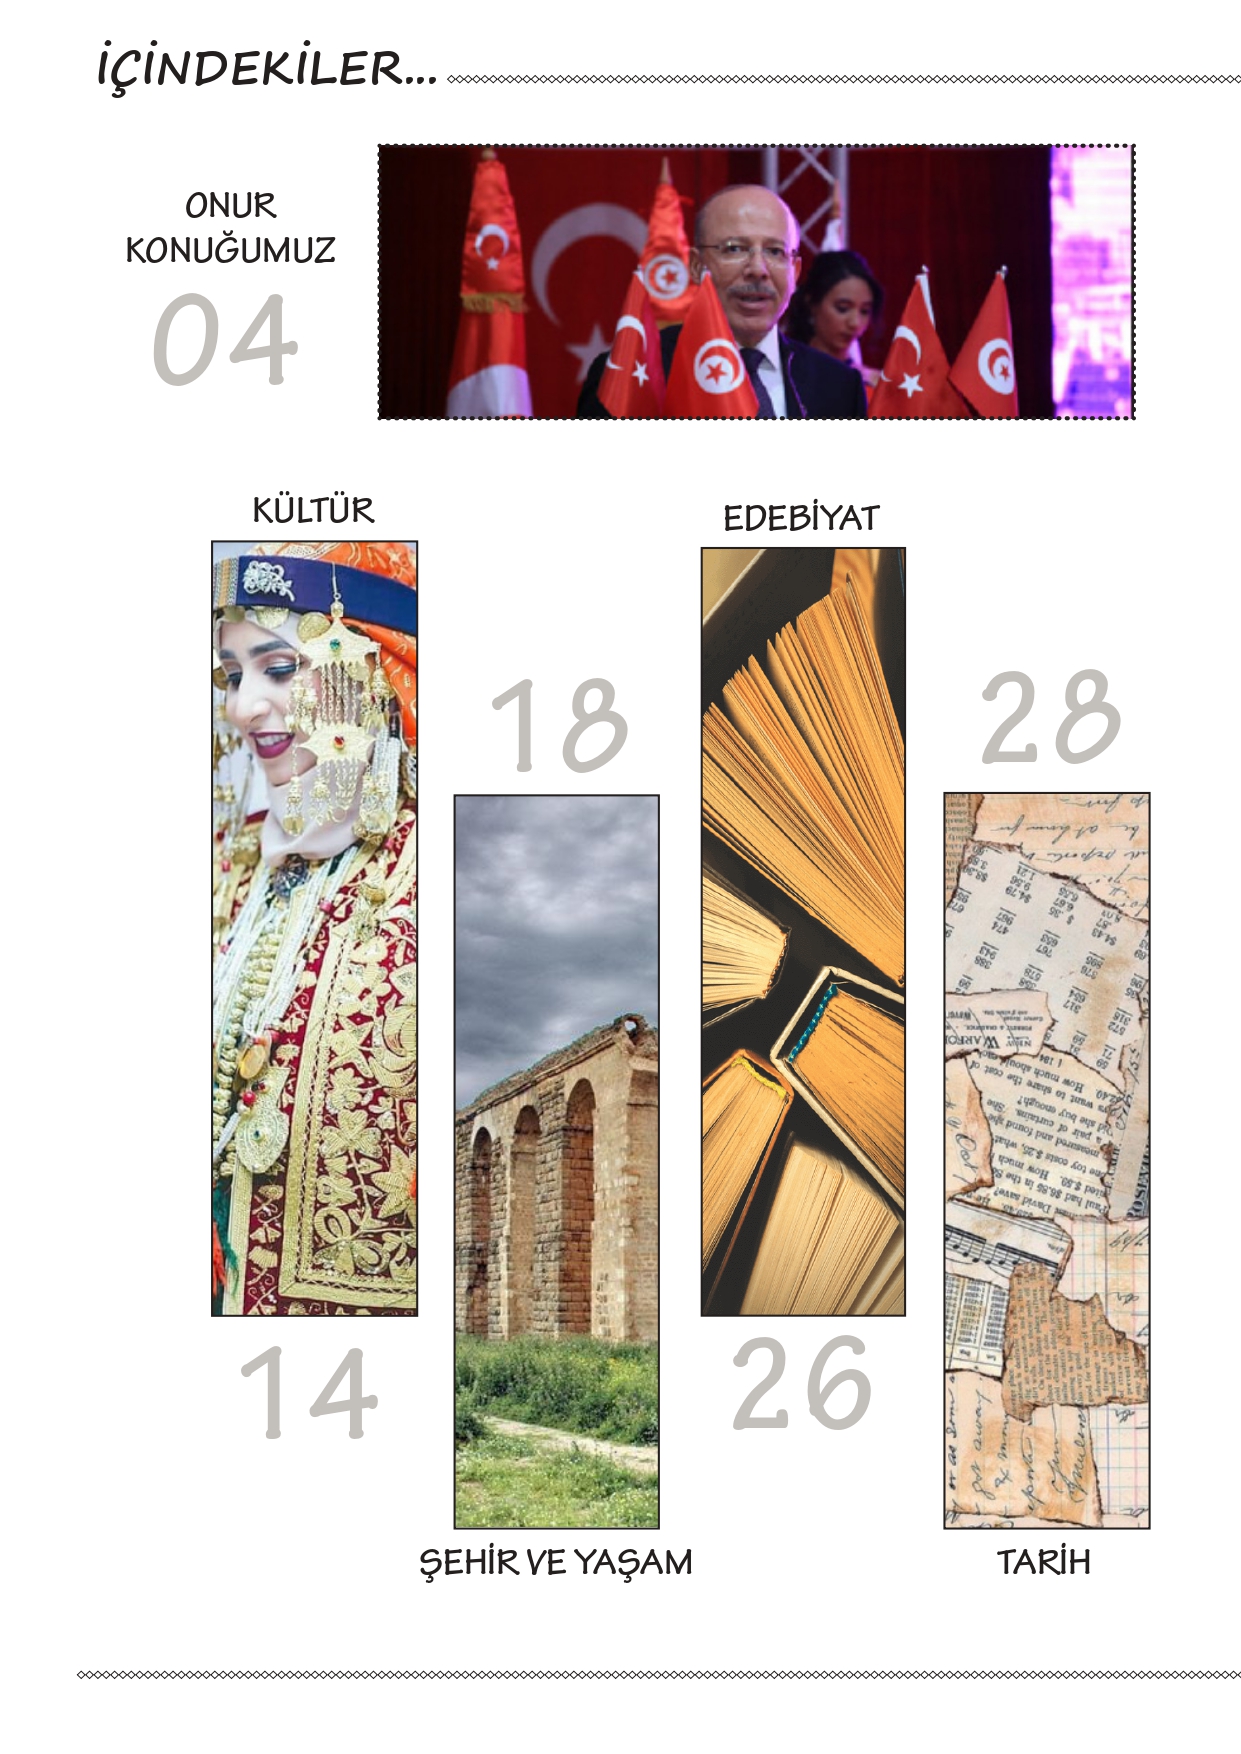 İÇİNDEKİLER...
ONUR
KONUĞUMUZ
04
KÜLTÜR
14
18
ŞEHİR VE YAŞAM
EDEBİYAT
26
28
TARİH